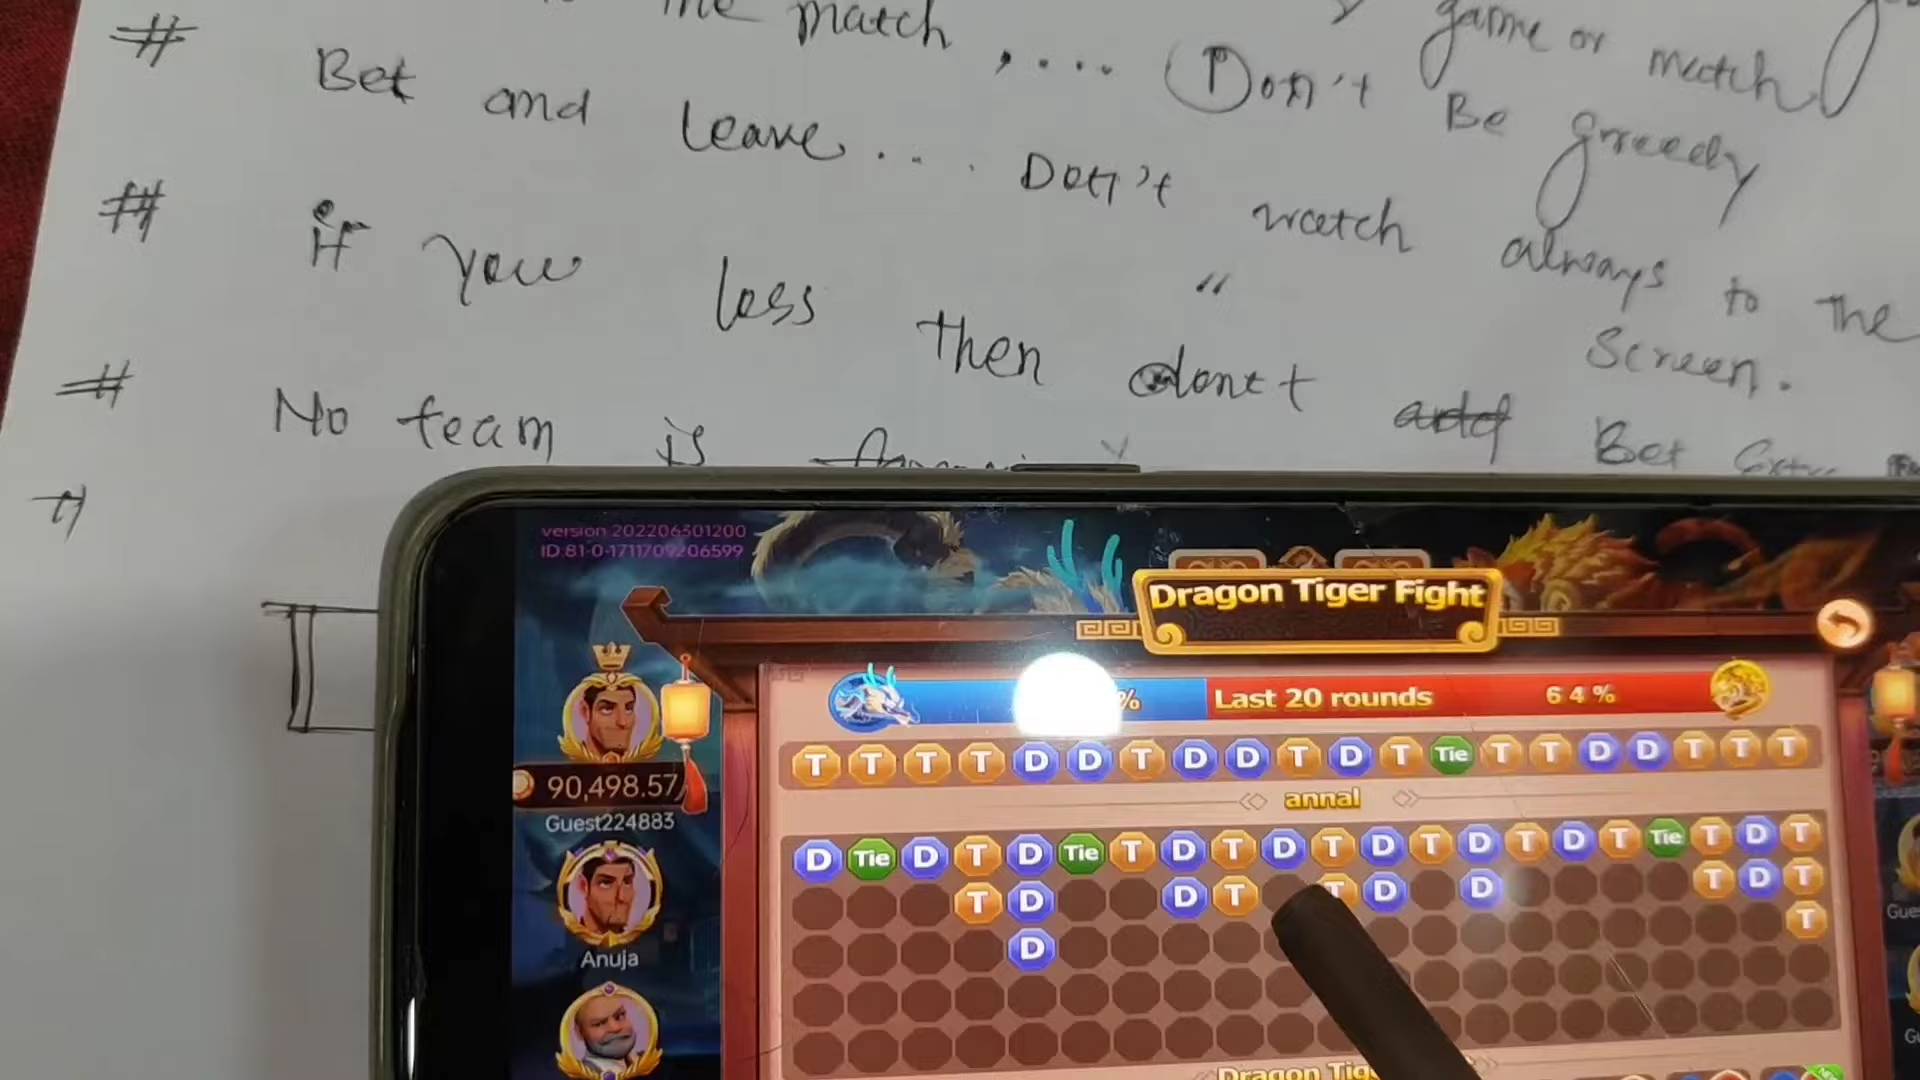 the match ,.... game or match
# Bet and leave.... Don't Be greedy
## if you loss then don't watch always to the
Screen.
# No team is dont add Bet
version 202206301200
ID.81-0-1711709206599
Dragon Tiger Fight
% Last 20 rounds 64%
T T T T D D T D D T D T Tie T T D D T T T
90,498.57
annal
Guest224883
D Tie D T D Tie T D T D T D T D T D T Tie T D T
T D D T T D D T D T
D T
Anuja